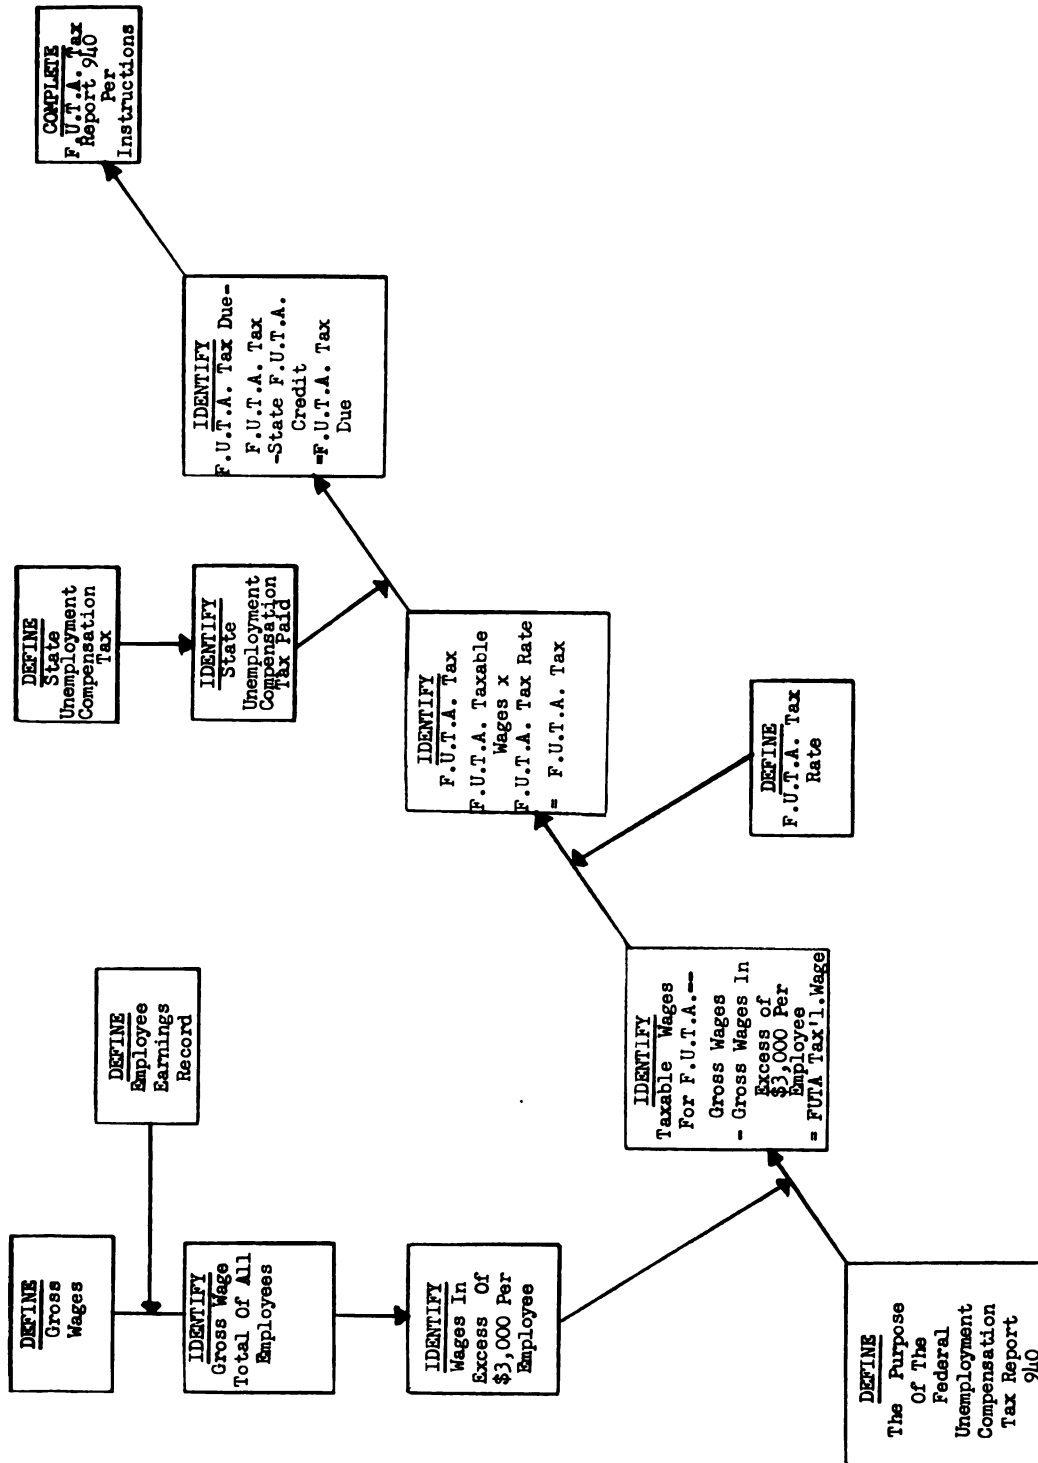 DEFINE
Gross
Wages
DEFINE
State
Unemployment
Compensation
Tax
COMPLETE
F.U.T.A. Tax
Report 940
Per
Instructions
DEFINE
Employee
Earnings
Record
IDENTIFY
Gross Wage
Total Of All
Employees
IDENTIFY
State
Unemployment
Compensation
Tax Paid
IDENTIFY
F.U.T.A. Tax Due-
F.U.T.A. Tax
-State F.U.T.A.
Credit
=F.U.T.A. Tax
Due
IDENTIFY
Wages In
Excess Of
$3,000 Per
Employee
IDENTIFY
F.U.T.A. Tax
F.U.T.A. Taxable
Wages x
F.U.T.A. Tax Rate
= F.U.T.A. Tax
IDENTIFY
Taxable Wages
For F.U.T.A.--
Gross Wages
- Gross Wages In
Excess of
$3,000 Per
Employee
= FUTA Tax'l.Wage
DEFINE
F.U.T.A. Tax
Rate
DEFINE
The Purpose
Of The
Federal
Unemployment
Compensation
Tax Report
940